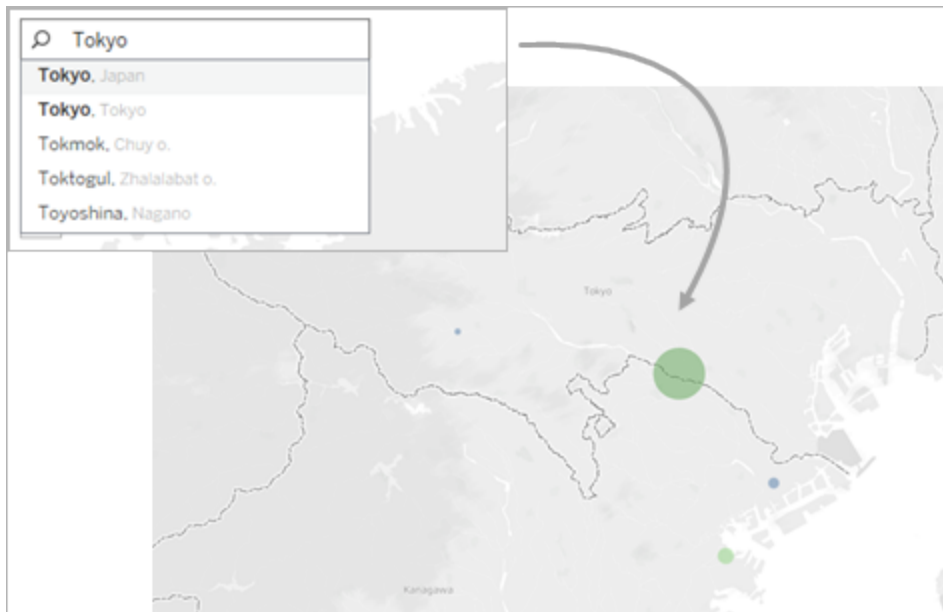 Tokyo
Tokyo, Japan
Tokyo, Tokyo
Tokmok, Chuy o.
Toktogul, Zhalalabat o.
Toyoshina, Nagano
Tokyo
Kanagawa